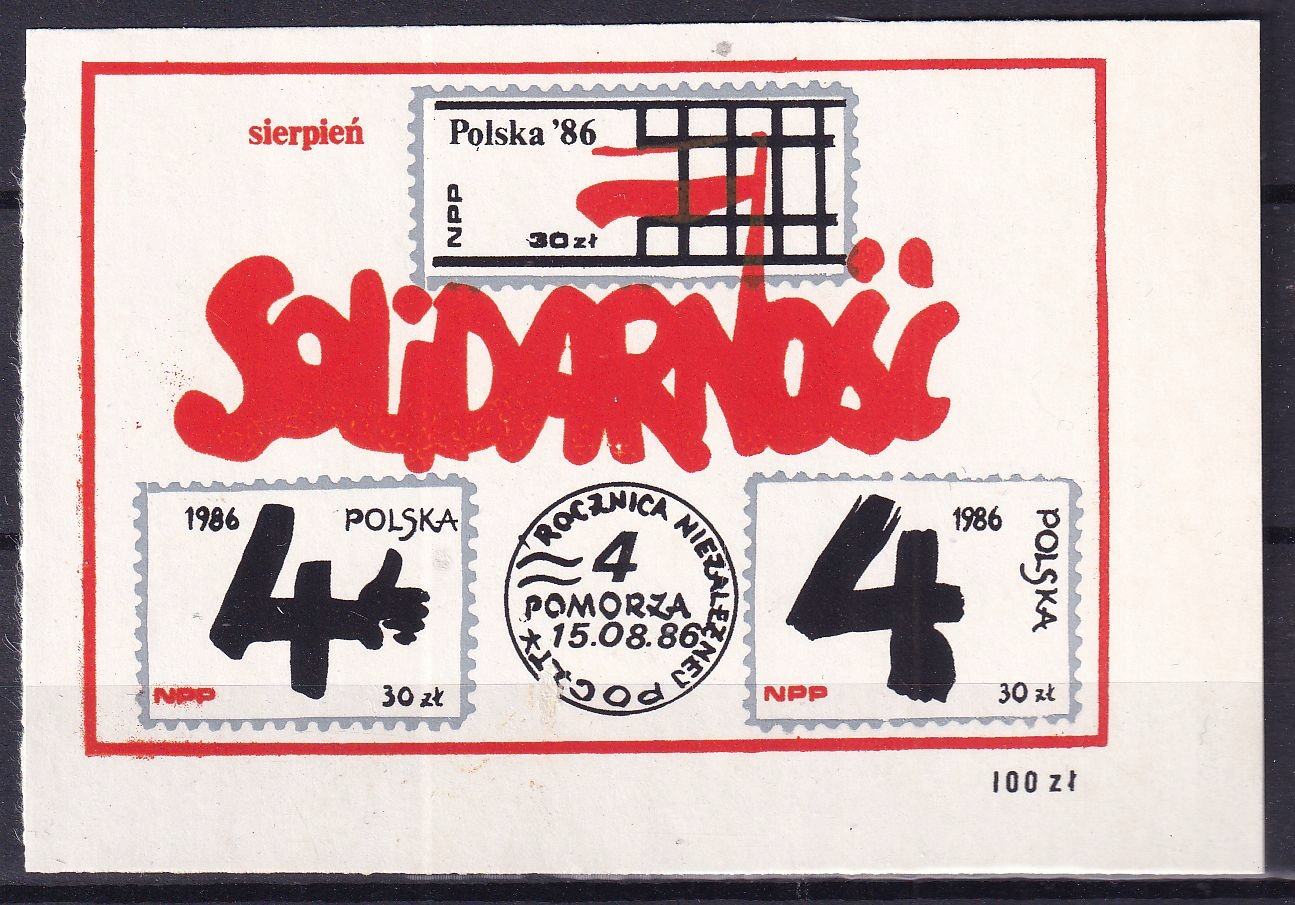 sierpień
Polska '86
NPP
30 zł
SOLiDARNOŚĆ
1986
POLSKA
NPP
30 zł
ROCZNICA NIEZALEŻNEJ POCZTY
4
POMORZA
15.08.86
1986
POLSKA
NPP
30 zł
100 zł